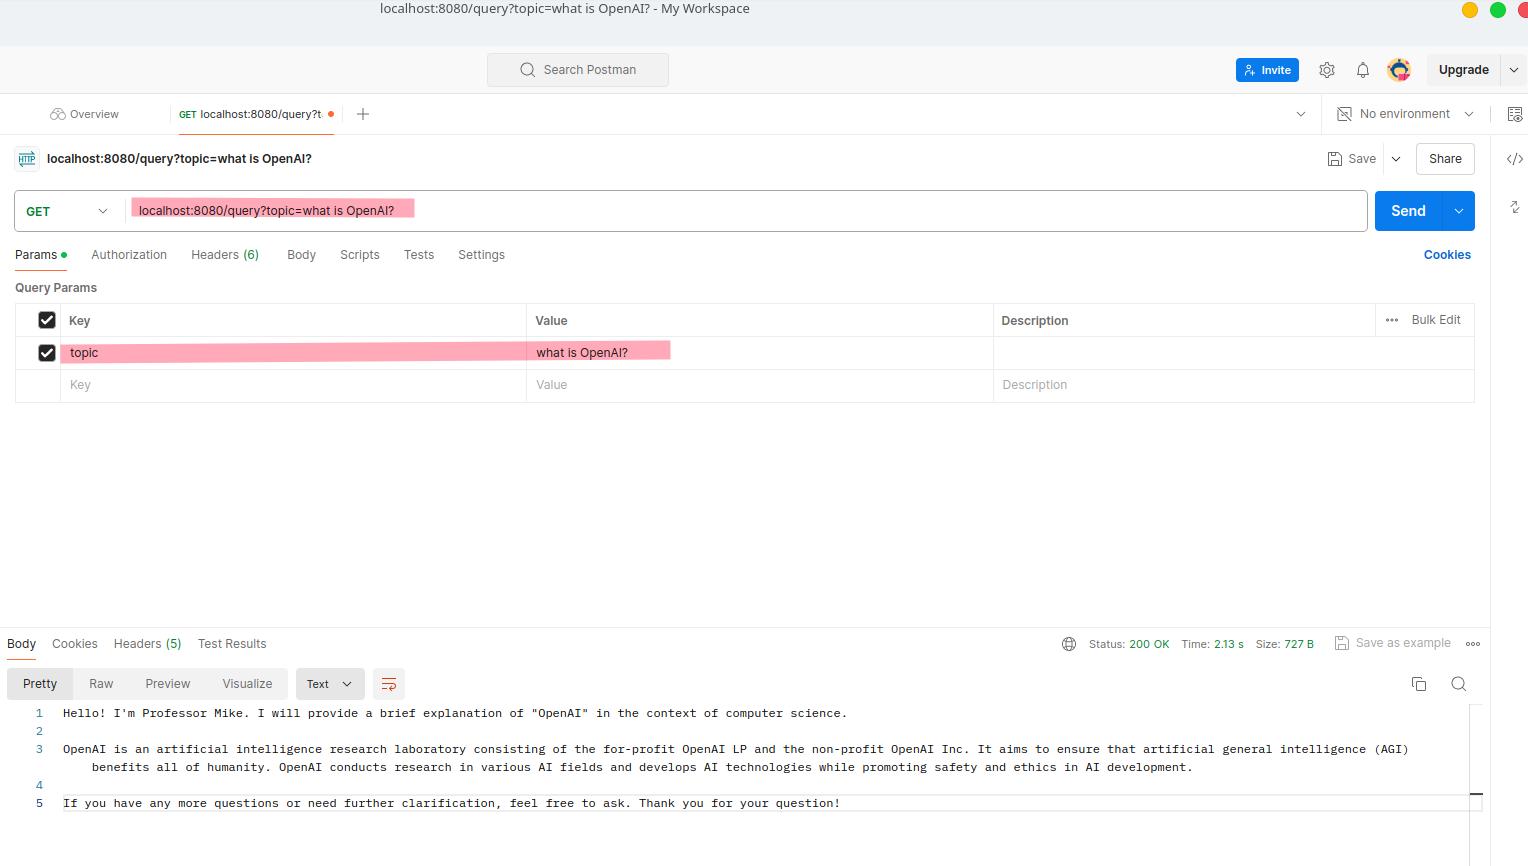 localhost:8080/query?topic=what is OpenAI? - My Workspace
Search Postman
Invite
Upgrade
Overview
GET localhost:8080/query?t
No environment
HTTP
localhost:8080/query?topic=what is OpenAI?
Save
Share
GET
localhost:8080/query?topic=what is OpenAI?
Send
Params
Authorization
Headers (6)
Body
Scripts
Tests
Settings
Cookies
Query Params
Key
Value
Description
Bulk Edit
topic
what is OpenAI?
Key
Value
Description
Body
Cookies
Headers (5)
Test Results
Status: 200 OK
Time: 2.13 s
Size: 727 B
Save as example
Pretty
Raw
Preview
Visualize
Text
1 Hello! I'm Professor Mike. I will provide a brief explanation of "OpenAI" in the context of computer science.
2
3 OpenAI is an artificial intelligence research laboratory consisting of the for-profit OpenAI LP and the non-profit OpenAI Inc. It aims to ensure that artificial general intelligence (AGI)
benefits all of humanity. OpenAI conducts research in various AI fields and develops AI technologies while promoting safety and ethics in AI development.
4
5 If you have any more questions or need further clarification, feel free to ask. Thank you for your question!